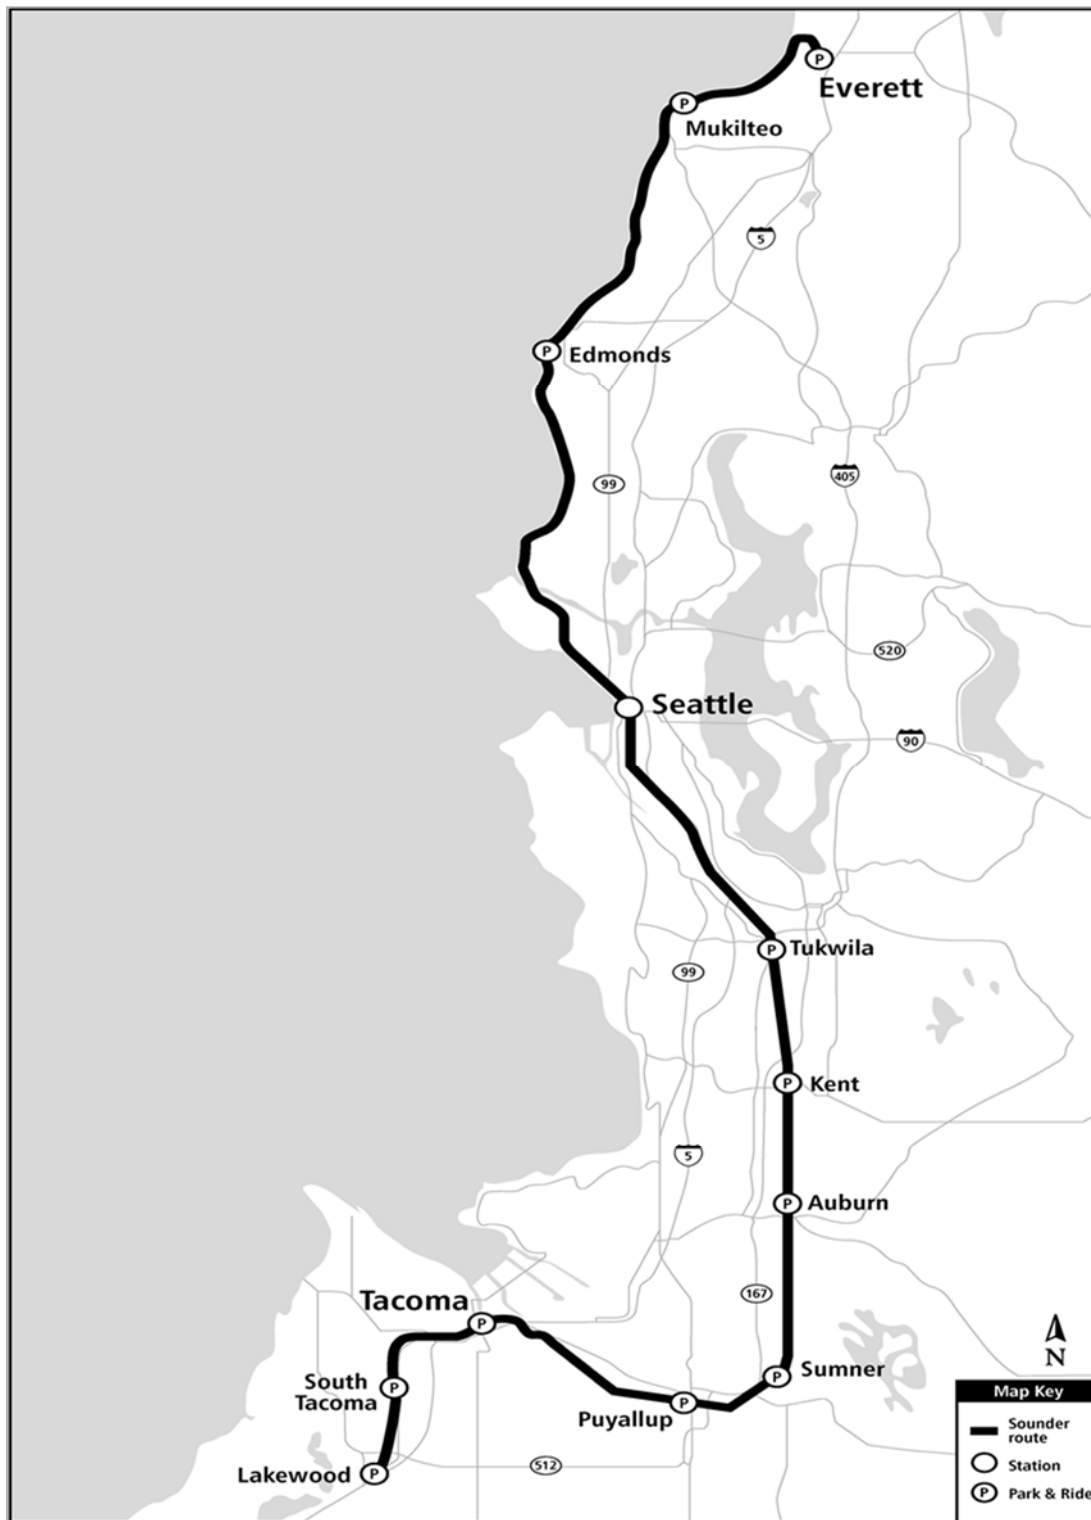 P
Everett
P
Mukilteo
5
P
Edmonds
99
405
520
Seattle
90
P
Tukwila
99
P
Kent
5
P
Auburn
167
Tacoma
P
N
P
Sumner
South
Tacoma
P
P
Puyallup
Lakewood
P
512
Map Key
Sounder
route
Station
P
Park & Ride